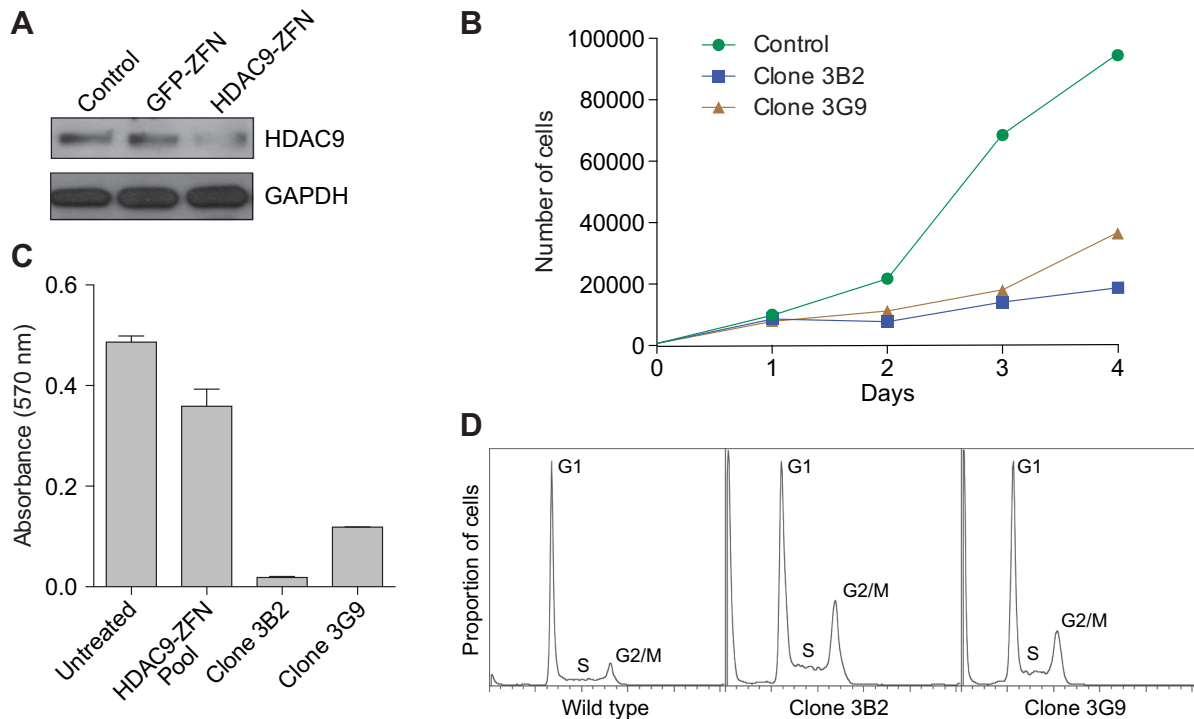 A
Control
GFP-ZFN
HDAC9-ZFN
HDAC9
GAPDH
B
Control
Clone 3B2
Clone 3G9
Number of cells
100000
80000
60000
40000
20000
0
0 1 2 3 4
Days
C
Absorbance (570 nm)
0.6
0.4
0.2
0.0
Untreated
HDAC9-ZFN
Pool
Clone 3B2
Clone 3G9
D
Proportion of cells
G1
S
G2/M
Wild type
G1
S
G2/M
Clone 3B2
G1
S
G2/M
Clone 3G9